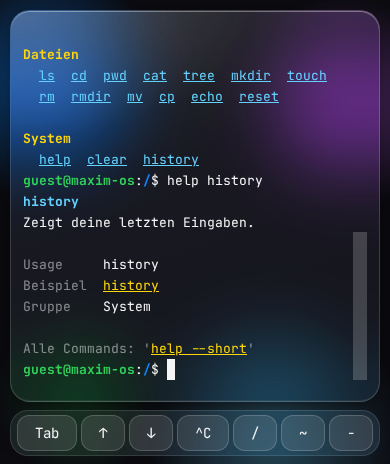 Dateien
ls cd pwd cat tree mkdir touch
rm rmdir mv cp echo reset
System
help clear history
guest@maxim-os:/$ help history
history
Zeigt deine letzten Eingaben.
Usage history
Beispiel history
Gruppe System
Alle Commands: 'help --short'
guest@maxim-os:/$
Tab ↑ ↓ ^C / ~ -